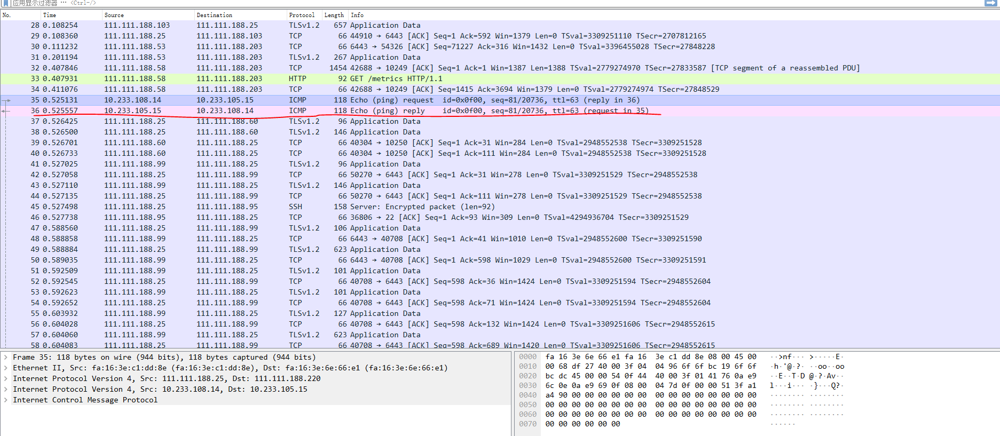 应用显示过滤器 … <Ctrl-/>
No. Time Source Destination Protocol Length Info
28 0.108254 111.111.188.103 111.111.188.25 TLSv1.2 657 Application Data
29 0.108360 111.111.188.25 111.111.188.103 TCP 66 44910 → 6443 [ACK] Seq=1 Ack=592 Win=1379 Len=0 TSval=3309251110 TSecr=2707812165
30 0.111232 111.111.188.53 111.111.188.203 TCP 66 6443 → 54326 [ACK] Seq=71227 Ack=316 Win=1432 Len=0 TSval=3396455028 TSecr=27848228
31 0.201194 111.111.188.53 111.111.188.203 TLSv1.2 267 Application Data
32 0.407846 111.111.188.58 111.111.188.203 TCP 1454 42688 → 10249 [ACK] Seq=1 Ack=1 Win=1387 Len=1388 TSval=2779274970 TSecr=27833587 [TCP segment of a reassembled PDU]
33 0.407931 111.111.188.58 111.111.188.203 HTTP 92 GET /metrics HTTP/1.1
34 0.411076 111.111.188.58 111.111.188.203 TCP 66 42688 → 10249 [ACK] Seq=1415 Ack=3694 Win=1379 Len=0 TSval=2779274974 TSecr=27848529
35 0.525131 10.233.108.14 10.233.105.15 ICMP 118 Echo (ping) request id=0x0f00, seq=81/20736, ttl=63 (reply in 36)
36 0.525557 10.233.105.15 10.233.108.14 ICMP 118 Echo (ping) reply id=0x0f00, seq=81/20736, ttl=63 (request in 35)
37 0.526425 111.111.188.25 111.111.188.60 TLSv1.2 96 Application Data
38 0.526500 111.111.188.25 111.111.188.60 TLSv1.2 146 Application Data
39 0.526701 111.111.188.60 111.111.188.25 TCP 66 40304 → 10250 [ACK] Seq=1 Ack=31 Win=284 Len=0 TSval=2948552538 TSecr=3309251528
40 0.526733 111.111.188.60 111.111.188.25 TCP 66 40304 → 10250 [ACK] Seq=1 Ack=111 Win=284 Len=0 TSval=2948552538 TSecr=3309251528
41 0.527025 111.111.188.99 111.111.188.25 TLSv1.2 96 Application Data
42 0.527058 111.111.188.25 111.111.188.99 TCP 66 50270 → 6443 [ACK] Seq=1 Ack=31 Win=278 Len=0 TSval=3309251529 TSecr=2948552538
43 0.527110 111.111.188.99 111.111.188.25 TLSv1.2 146 Application Data
44 0.527135 111.111.188.25 111.111.188.99 TCP 66 50270 → 6443 [ACK] Seq=1 Ack=111 Win=278 Len=0 TSval=3309251529 TSecr=2948552538
45 0.527498 111.111.188.25 111.111.188.95 SSH 158 Server: Encrypted packet (len=92)
46 0.527738 111.111.188.95 111.111.188.25 TCP 66 36806 → 22 [ACK] Seq=1 Ack=93 Win=309 Len=0 TSval=4294936704 TSecr=3309251529
47 0.588560 111.111.188.25 111.111.188.99 TLSv1.2 106 Application Data
48 0.588858 111.111.188.99 111.111.188.25 TCP 66 6443 → 40708 [ACK] Seq=1 Ack=41 Win=1010 Len=0 TSval=2948552600 TSecr=3309251590
49 0.588884 111.111.188.25 111.111.188.99 TLSv1.2 623 Application Data
50 0.589035 111.111.188.99 111.111.188.25 TCP 66 6443 → 40708 [ACK] Seq=1 Ack=598 Win=1029 Len=0 TSval=2948552600 TSecr=3309251591
51 0.592509 111.111.188.99 111.111.188.25 TLSv1.2 101 Application Data
52 0.592545 111.111.188.25 111.111.188.99 TCP 66 40708 → 6443 [ACK] Seq=598 Ack=36 Win=1424 Len=0 TSval=3309251594 TSecr=2948552604
53 0.592623 111.111.188.99 111.111.188.25 TLSv1.2 101 Application Data
54 0.592652 111.111.188.25 111.111.188.99 TCP 66 40708 → 6443 [ACK] Seq=598 Ack=71 Win=1424 Len=0 TSval=3309251594 TSecr=2948552604
55 0.603932 111.111.188.99 111.111.188.25 TLSv1.2 127 Application Data
56 0.604028 111.111.188.25 111.111.188.99 TCP 66 40708 → 6443 [ACK] Seq=598 Ack=132 Win=1424 Len=0 TSval=3309251606 TSecr=2948552615
57 0.604060 111.111.188.99 111.111.188.25 TLSv1.2 623 Application Data
58 0.604083 111.111.188.25 111.111.188.99 TCP 66 40708 → 6443 [ACK] Seq=598 Ack=689 Win=1420 Len=0 TSval=3309251606 TSecr=2948552615
Frame 35: 118 bytes on wire (944 bits), 118 bytes captured (944 bits)
Ethernet II, Src: fa:16:3e:c1:dd:8e (fa:16:3e:c1:dd:8e), Dst: fa:16:3e:6e:66:e1 (fa:16:3e:6e:66:e1)
Internet Protocol Version 4, Src: 111.111.188.25, Dst: 111.111.188.220
Internet Protocol Version 4, Src: 10.233.108.14, Dst: 10.233.105.15
Internet Control Message Protocol
0000 fa 16 3e 6e 66 e1 fa 16 3e c1 dd 8e 08 00 45 00 ··>nf··· >·····E·
0010 00 68 df 27 40 00 3f 04 04 96 6f 6f bc 19 6f 6f ·h·'@·?· ··oo··oo
0020 bc dc 45 00 00 54 0f 44 40 00 3f 01 41 76 0a e9 ··E··T·D @·?·Av··
0030 6c 0e 0a e9 69 0f 08 00 04 7d 0f 00 00 51 3f a1 l···i··· ·}···Q?·
0040 a4 90 00 00 00 00 00 00 00 00 00 00 00 00 00 00 ········ ········
0050 00 00 00 00 00 00 00 00 00 00 00 00 00 00 00 00 ········ ········
0060 00 00 00 00 00 00 00 00 00 00 00 00 00 00 00 00 ········ ········
0070 00 00 00 00 00 00 ······